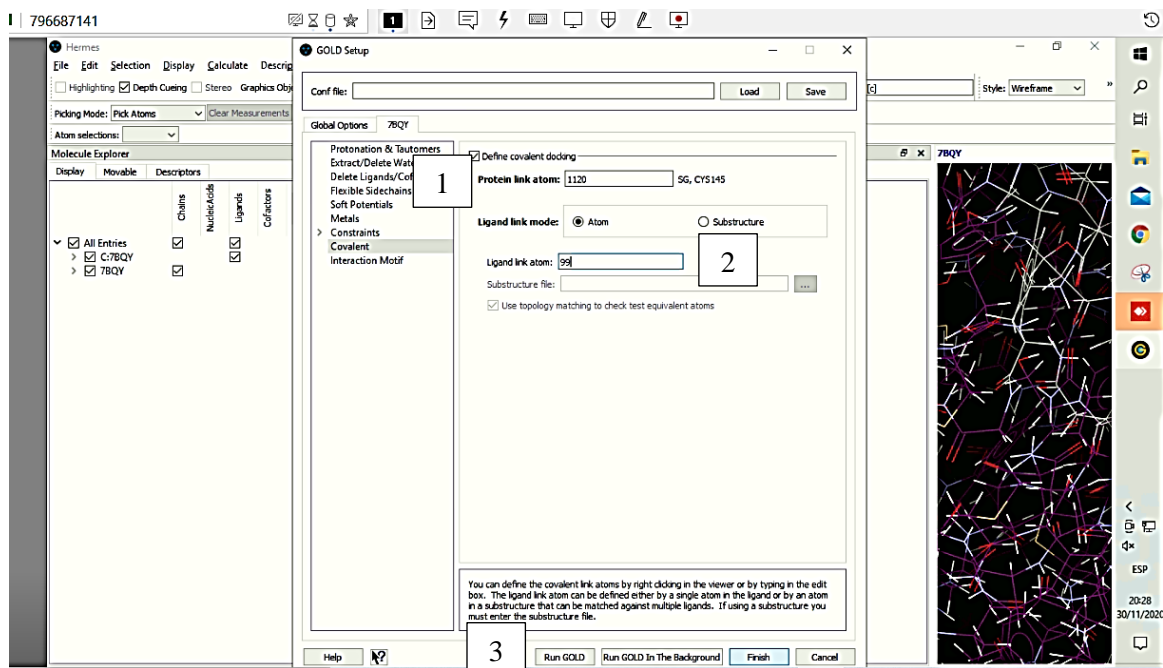 796687141
1
Hermes
File Edit Selection Display Calculate Descrip
Highlighting Depth Cueing Stereo Graphics Obj
Picking Mode: Pick Atoms Clear Measurements
Atom selections:
Molecule Explorer
Display Movable Descriptors
Chains
NucleicAcids
Ligands
Cofactors
All Entries
C:7BQY
7BQY
GOLD Setup
Conf file: Load Save
Global Options 7BQY
Protonation & Tautomers
Extract/Delete Wat
Delete Ligands/Cof
Flexible Sidechains
Soft Potentials
Metals
Constraints
Covalent
Interaction Motif
1
Define covalent docking
Protein link atom: 1120 SG, CYS145
Ligand link mode: Atom Substructure
2
Ligand link atom: 99
Substructure file: ...
Use topology matching to check test equivalent atoms
You can define the covalent link atoms by right clicking in the viewer or by typing in the edit
box. The ligand link atom can be defined either by a single atom in the ligand or by an atom
in a substructure that can be matched against multiple ligands. If using a substructure you
must enter the substructure file.
3
Help Run GOLD Run GOLD In The Background Finish Cancel
[c]
Style: Wireframe
7BQY
ESP
20:28
30/11/2020